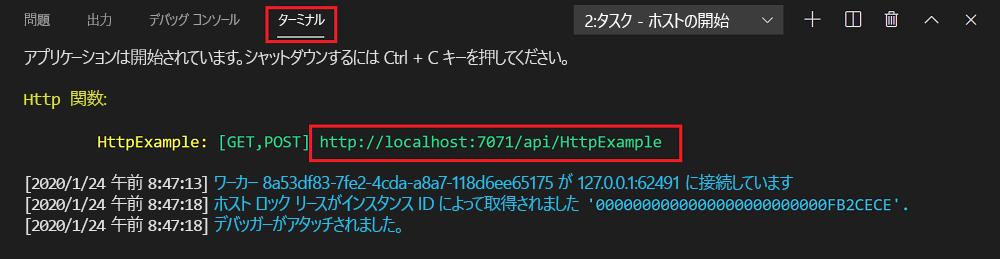 問題 出力 デバッグ コンソール ターミナル 2:タスク - ホストの開始
アプリケーションは開始されています。シャットダウンするには Ctrl + C キーを押してください。
Http 関数:
HttpExample: [GET,POST] http://localhost:7071/api/HttpExample
[2020/1/24 午前 8:47:13] ワーカー 8a53df83-7fe2-4cda-a8a7-118d6ee65175 が 127.0.0.1:62491 に接続しています
[2020/1/24 午前 8:47:18] ホスト ロック リースがインスタンス ID によって取得されました '000000000000000000000000FB2CECE'.
[2020/1/24 午前 8:47:18] デバッガーがアタッチされました。